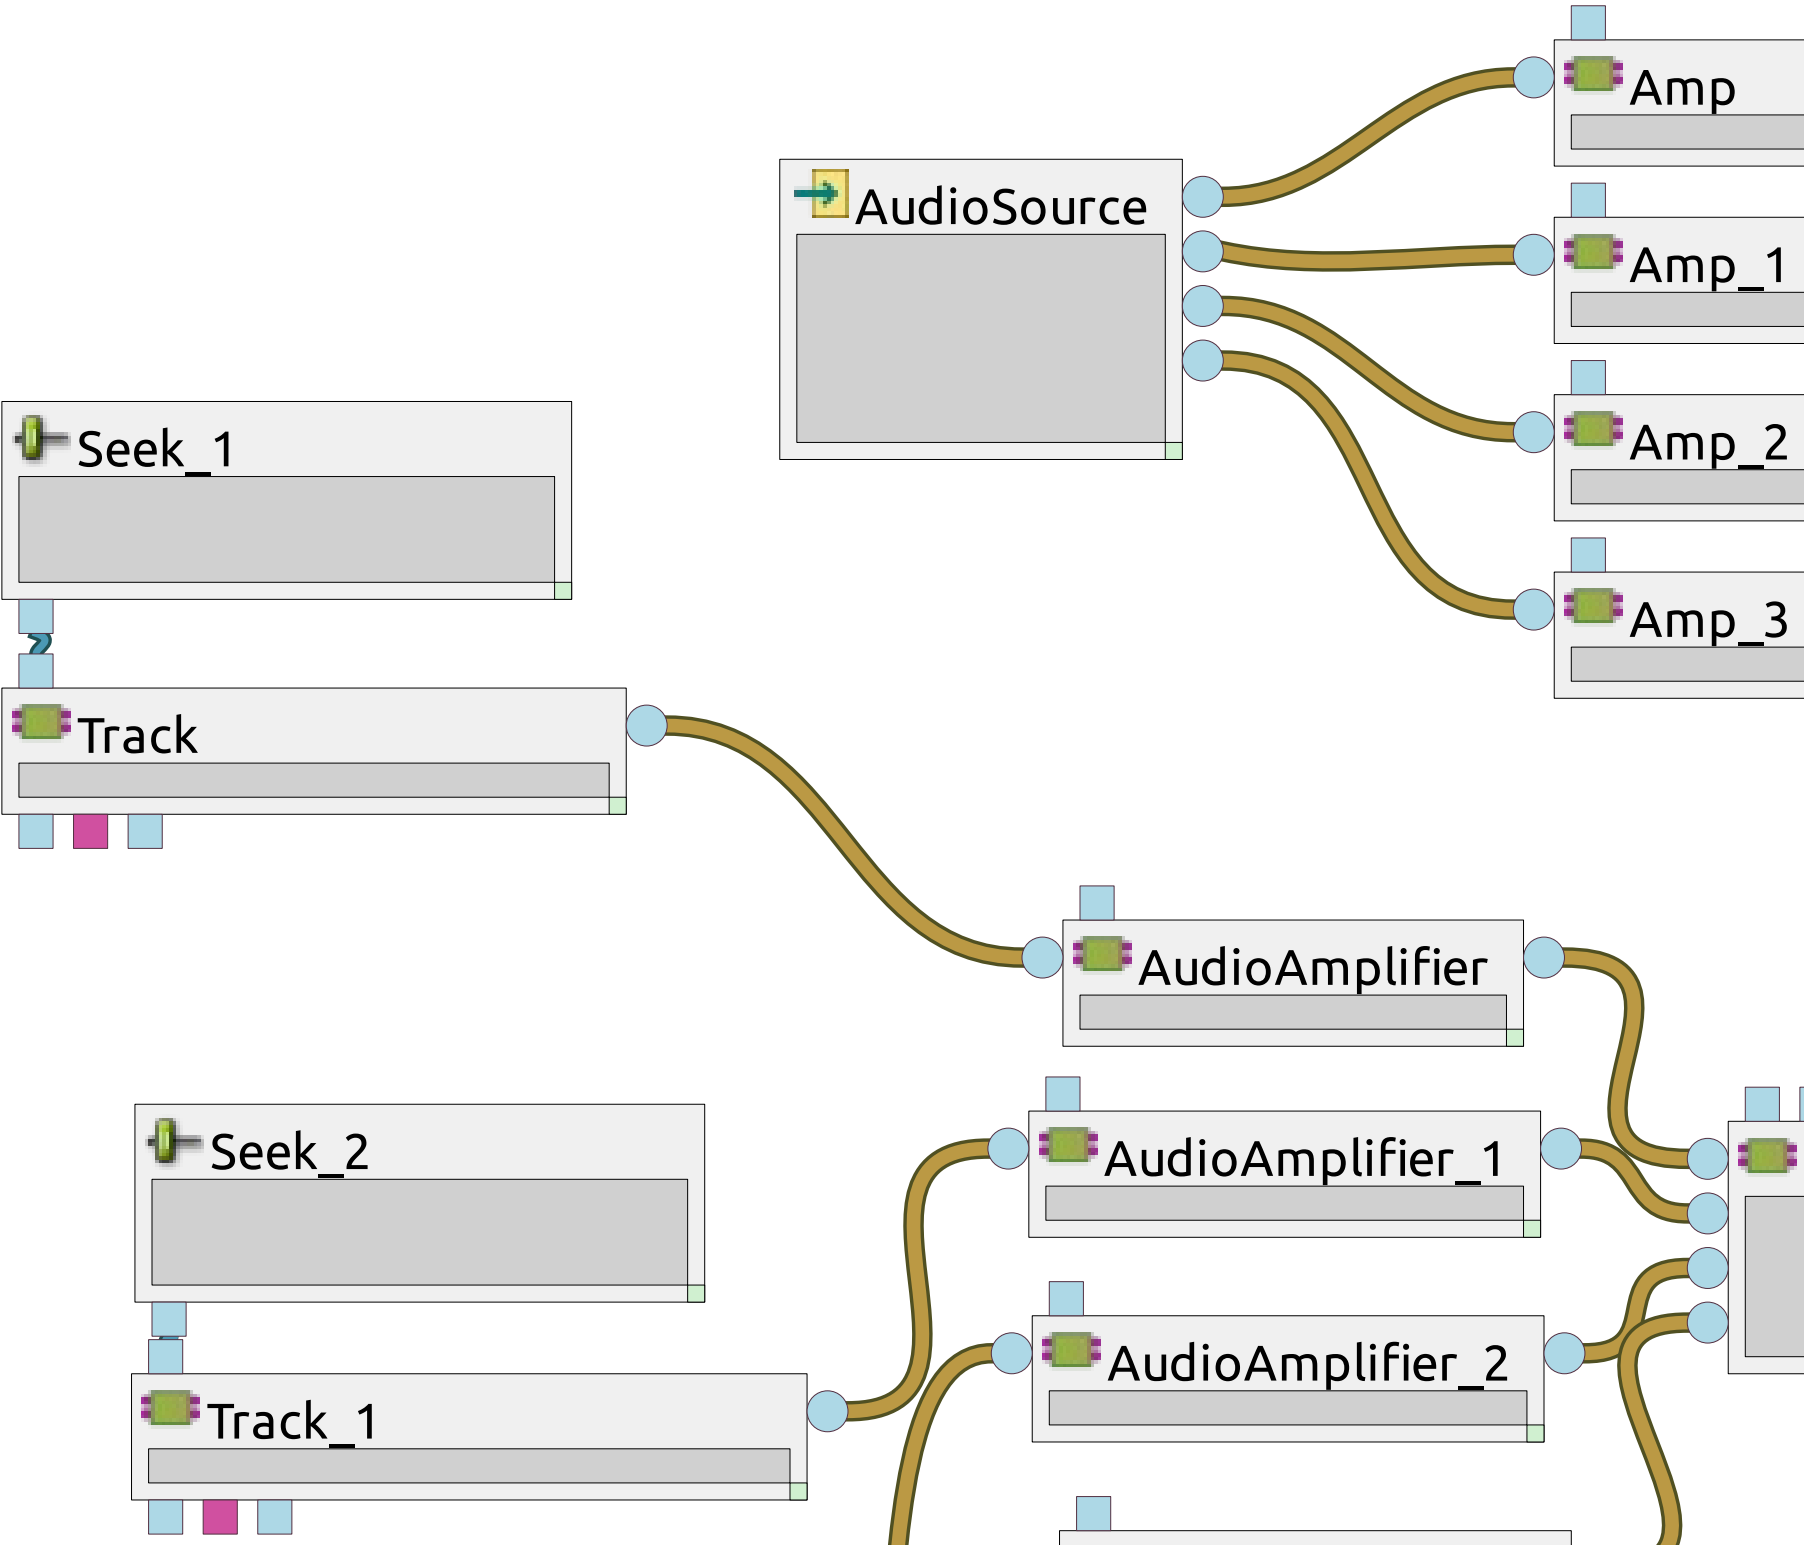 Amp
AudioSource
Amp_1
Amp_2
Seek_1
Amp_3
Track
AudioAmplifier
AudioAmplifier_1
Seek_2
AudioAmplifier_2
Track_1